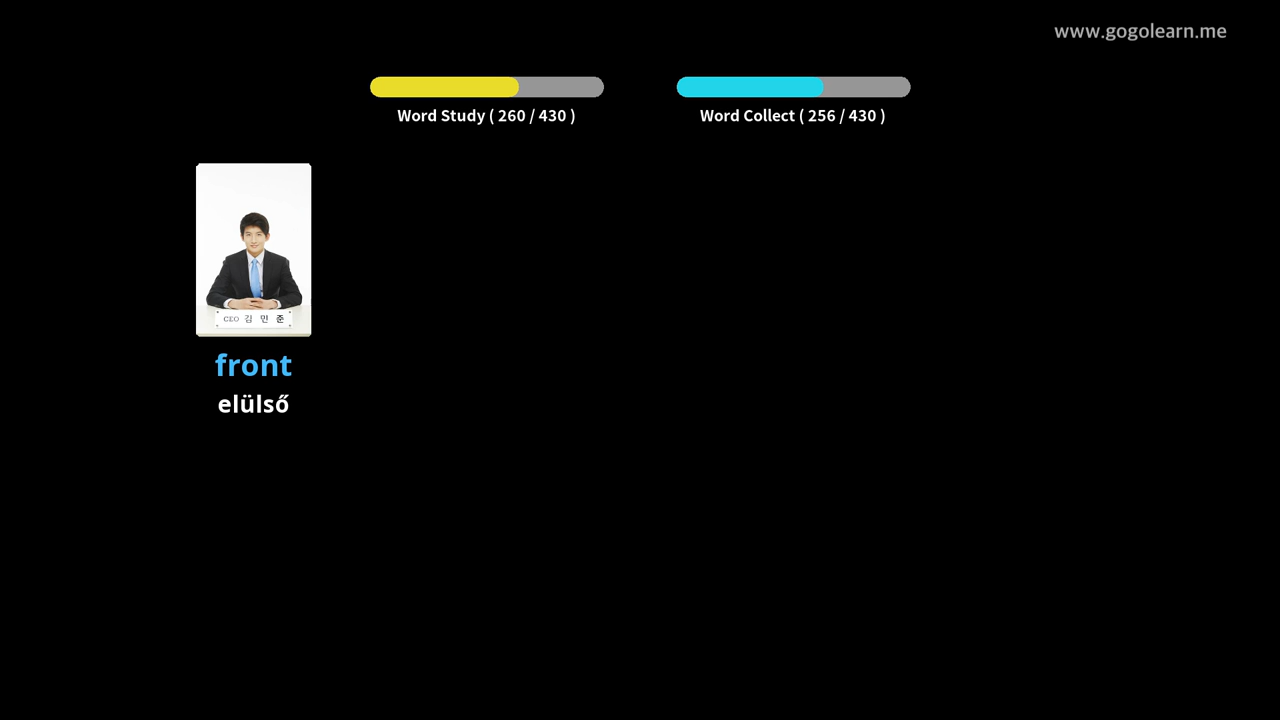 www.gogolearn.me
Word Study ( 260 / 430 )
Word Collect ( 256 / 430 )
CEO 김 민 준
front
elülső